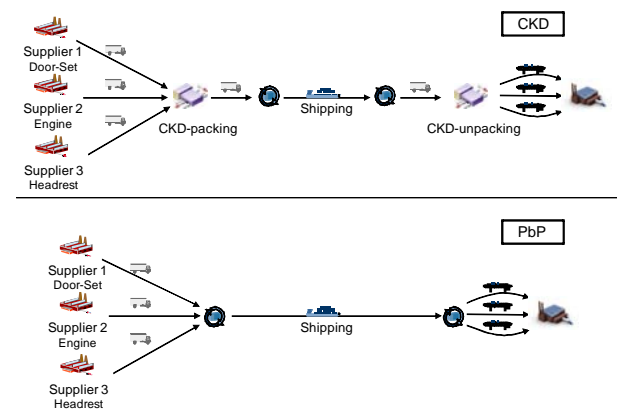 CKD
Supplier 1
Door-Set
Supplier 2
Engine
Supplier 3
Headrest
CKD-packing
Shipping
CKD-unpacking
PbP
Supplier 1
Door-Set
Supplier 2
Engine
Supplier 3
Headrest
Shipping